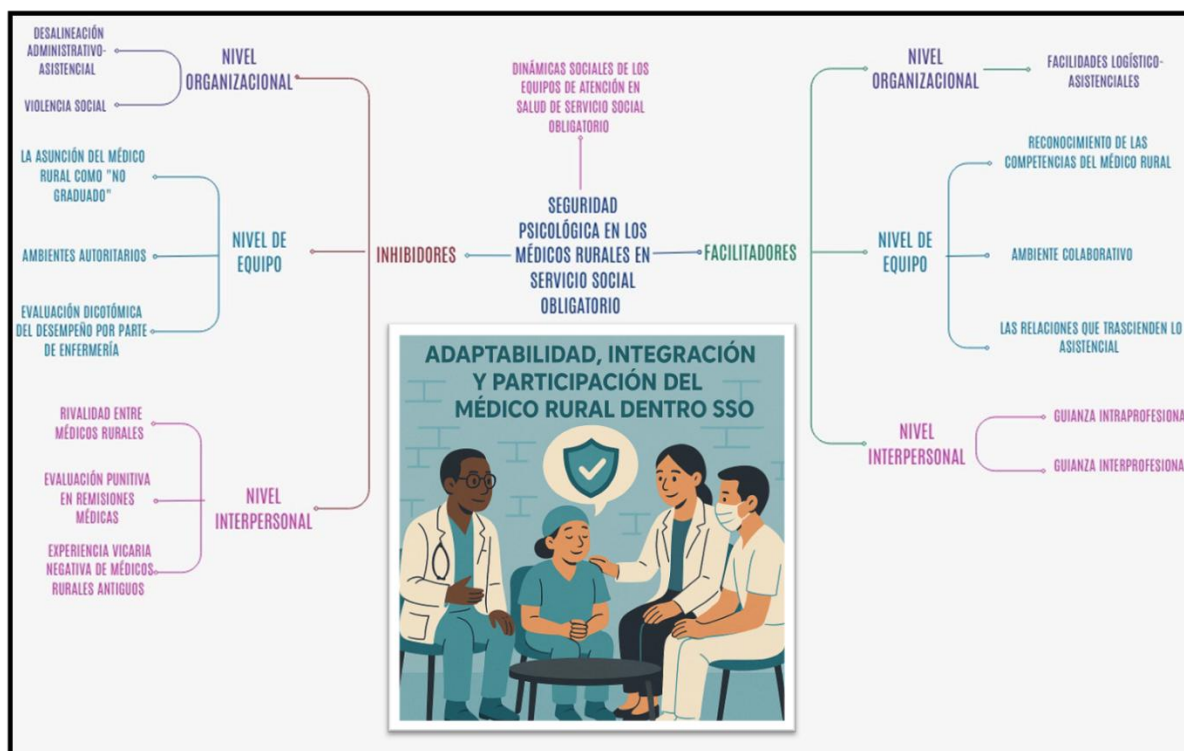 DESALINEACIÓN
ADMINISTRATIVO-
ASISTENCIAL
VIOLENCIA SOCIAL
NIVEL
ORGANIZACIONAL
LA ASUNCIÓN DEL MÉDICO
RURAL COMO "NO
GRADUADO"
AMBIENTES AUTORITARIOS
EVALUACIÓN DICOTÓMICA
DEL DESEMPEÑO POR PARTE
DE ENFERMERÍA
NIVEL DE
EQUIPO
RIVALIDAD ENTRE
MÉDICOS RURALES
EVALUACIÓN PUNITIVA
EN REMISIONES
MÉDICAS
EXPERIENCIA VICARIA
NEGATIVA DE MÉDICOS
RURALES ANTIGUOS
NIVEL
INTERPERSONAL
INHIBIDORES
DINÁMICAS SOCIALES DE LOS
EQUIPOS DE ATENCIÓN EN
SALUD DE SERVICIO SOCIAL
OBLIGATORIO
SEGURIDAD
PSICOLÓGICA EN LOS
MÉDICOS RURALES EN
SERVICIO SOCIAL
OBLIGATORIO
FACILITADORES
NIVEL
ORGANIZACIONAL
FACILIDADES LOGÍSTICO-
ASISTENCIALES
NIVEL DE
EQUIPO
RECONOCIMIENTO DE LAS
COMPETENCIAS DEL MÉDICO RURAL
AMBIENTE COLABORATIVO
LAS RELACIONES QUE TRASCIENDEN LO
ASISTENCIAL
NIVEL
INTERPERSONAL
GUIANZA INTRAPROFESIONA
GUIANZA INTERPROFESIONA
ADAPTABILIDAD, INTEGRACIÓN
Y PARTICIPACIÓN DEL
MÉDICO RURAL DENTRO SSO